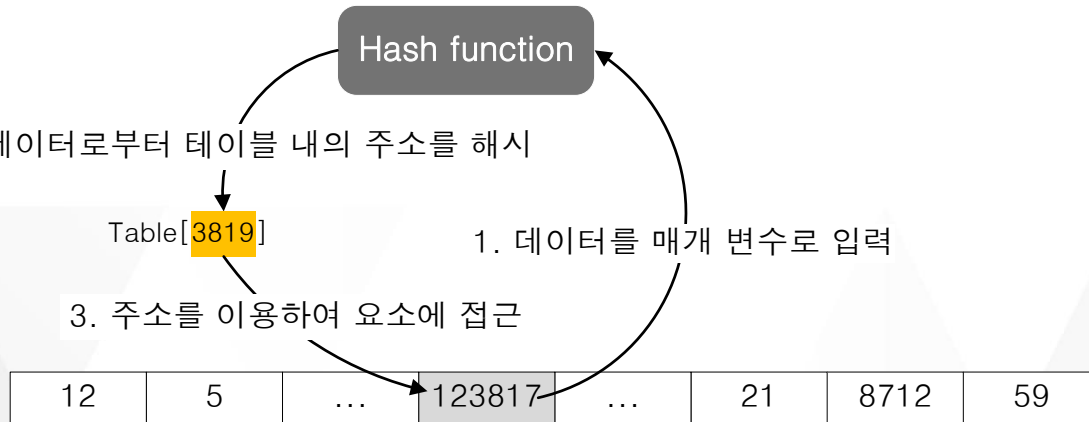 Hash function
데이터로부터 테이블 내의 주소를 해시
Table[3819]
1. 데이터를 매개 변수로 입력
3. 주소를 이용하여 요소에 접근
12 5 ... 123817 ... 21 8712 59